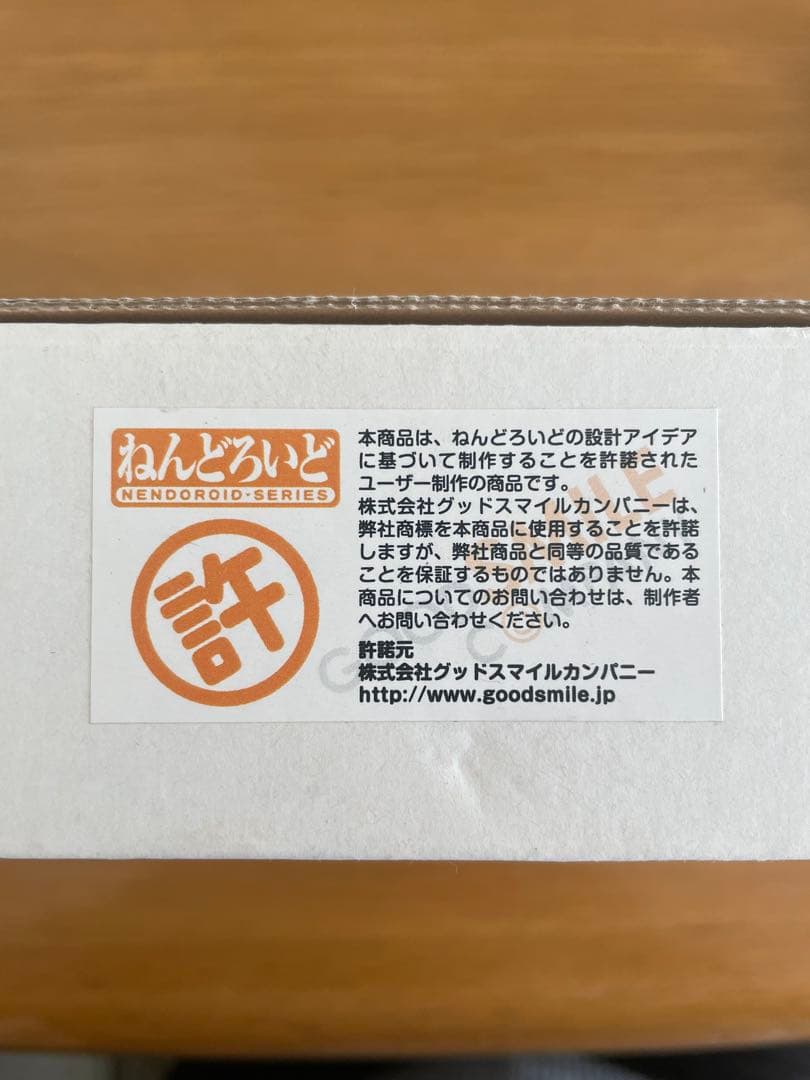 ねんどろいど
NENDOROID・SERIES
許
本商品は、ねんどろいどの設計アイデア
に基づいて制作することを許諾された
ユーザー制作の商品です。
株式会社グッドスマイルカンパニーは、
弊社商標を本商品に使用することを許諾
しますが、弊社商品と同等の品質である
ことを保証するものではありません。本
商品についてのお問い合わせは、制作者
へお問い合わせください。
許諾元
株式会社グッドスマイルカンパニー
http://www.goodsmile.jp